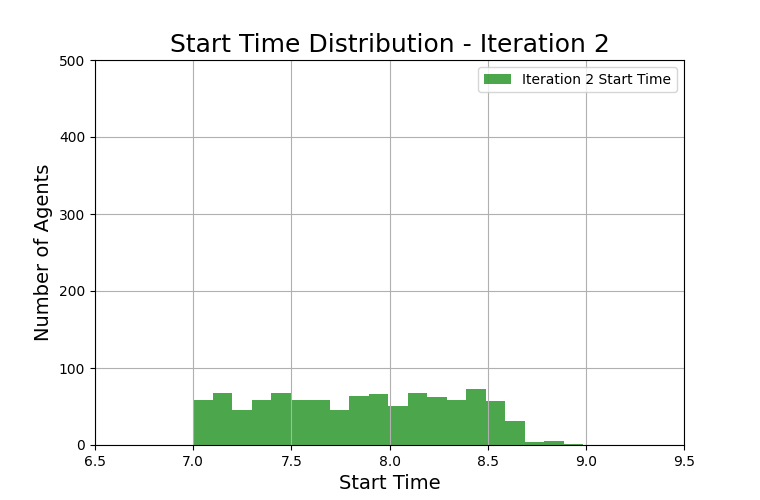 Start Time Distribution - Iteration 2
500
Iteration 2 Start Time
400
300
200
100
0
Number of Agents
6.5 7.0 7.5 8.0 8.5 9.0 9.5
Start Time